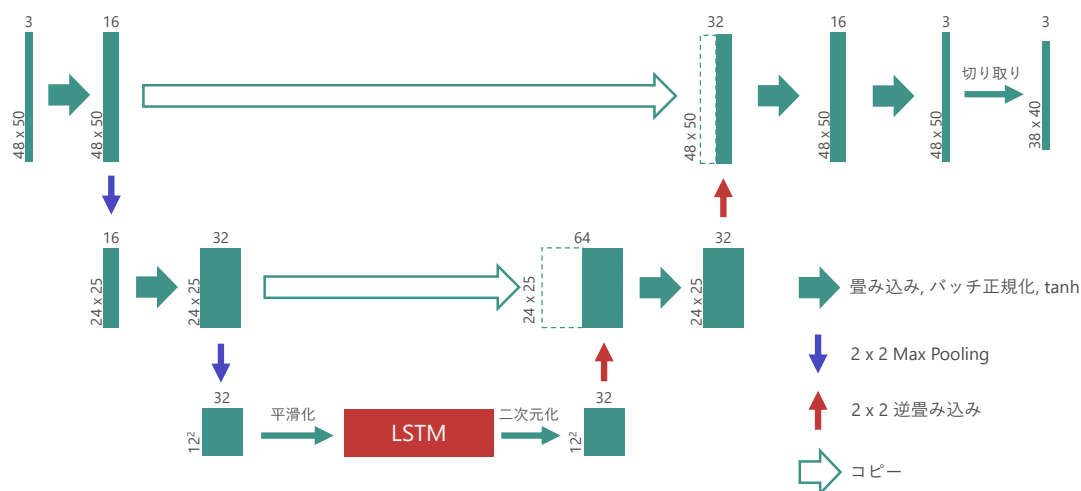 3
16
32
16
3
3
48 x 50
48 x 50
48 x 50
48 x 50
48 x 50
切り取り
38 x 40
16
32
64
32
24 x 25
24 x 25
24 x 25
24 x 25
畳み込み, バッチ正規化, tanh
2 x 2 Max Pooling
32
平滑化
LSTM
二次元化
32
12²
12²
2 x 2 逆畳み込み
コピー